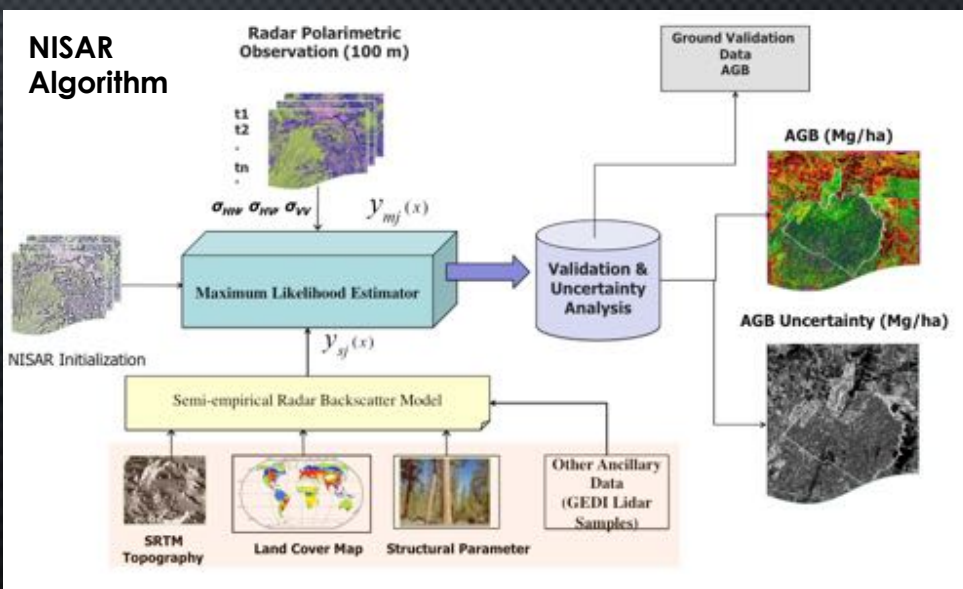 NISAR
Algorithm
Radar Polarimetric
Observation (100 m)
t1
t2
.
tn
.
σHH, σHV, σVV
ymj(x)
Ground Validation
Data
AGB
AGB (Mg/ha)
Maximum Likelihood Estimator
Validation &
Uncertainty
Analysis
NISAR Initialization
ysj(x)
AGB Uncertainty (Mg/ha)
Semi-empirical Radar Backscatter Model
SRTM
Topography
Land Cover Map
Structural Parameter
Other Ancillary
Data
(GEDI Lidar
Samples)